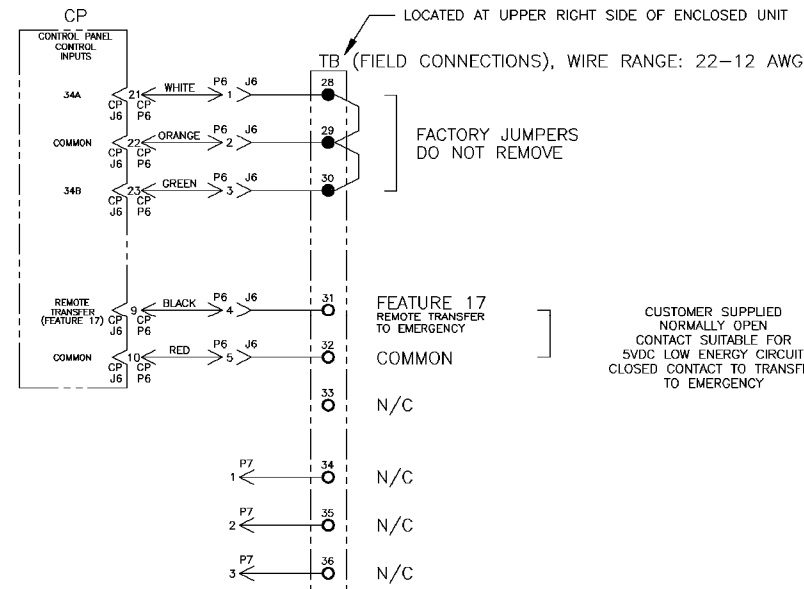 CP
LOCATED AT UPPER RIGHT SIDE OF ENCLOSED UNIT
CONTROL PANEL
CONTROL
INPUTS
TB (FIELD CONNECTIONS), WIRE RANGE: 22-12 AWG
34A 21 WHITE P6 1 J6 28
CP CP
J6 P6
COMMON 22 ORANGE P6 2 J6 29
CP CP
J6 P6
FACTORY JUMPERS
DO NOT REMOVE
34B 23 GREEN P6 3 J6 30
CP CP
J6 P6
REMOTE
TRANSFER
(FEATURE 17)
9 BLACK P6 4 J6 31
CP CP
J6 P6
FEATURE 17
REMOTE TRANSFER
TO EMERGENCY
COMMON 10 RED P6 5 J6 32
CP CP
J6 P6
COMMON
CUSTOMER SUPPLIED
NORMALLY OPEN
CONTACT SUITABLE FOR
5VDC LOW ENERGY CIRCUIT
CLOSED CONTACT TO TRANSF
TO EMERGENCY
33 N/C
P7 1 34 N/C
P7 2 35 N/C
P7 3 36 N/C